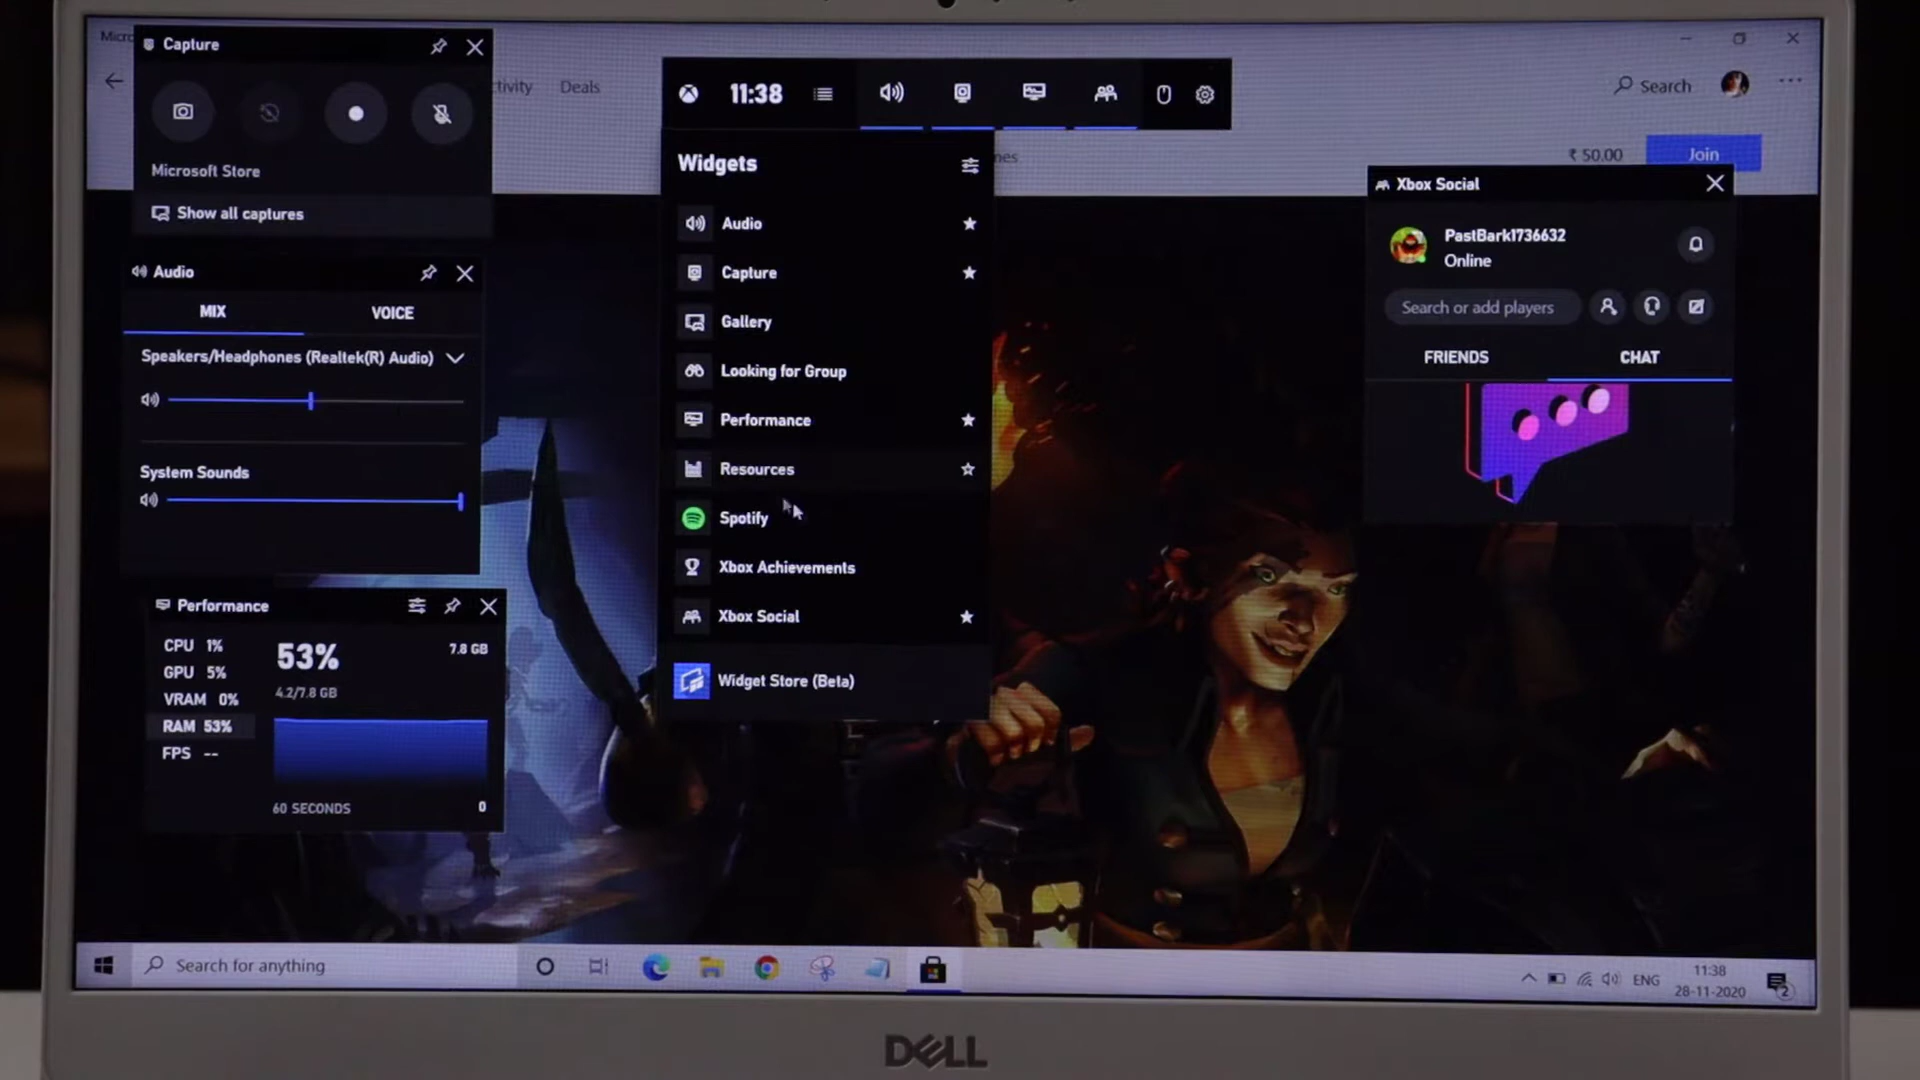 Micro
Capture
Microsoft Store
Show all captures
Deals
11:38
Search
₹ 50.00
Join
Audio
MIX
VOICE
Speakers/Headphones (Realtek(R) Audio)
System Sounds
Performance
CPU 1%
GPU 5%
VRAM 0%
RAM 53%
FPS --
53%
7.8 GB
4.2/7.8 GB
60 SECONDS
0
Widgets
Audio
Capture
Gallery
Looking for Group
Performance
Resources
Spotify
Xbox Achievements
Xbox Social
Widget Store (Beta)
Xbox Social
PastBark1736632
Online
Search or add players
FRIENDS
CHAT
Search for anything
ENG
11:38
28-11-2020
2
DELL